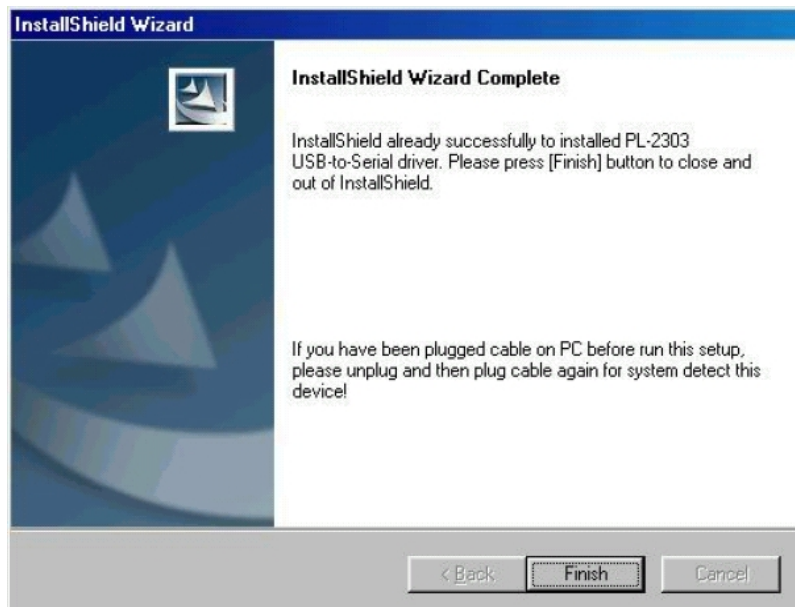 InstallShield Wizard
InstallShield Wizard Complete
InstallShield already successfully to installed PL-2303
USB-to-Serial driver. Please press [Finish] button to close and
out of InstallShield.
If you have been plugged cable on PC before run this setup,
please unplug and then plug cable again for system detect this
device!
< Back Finish Cancel